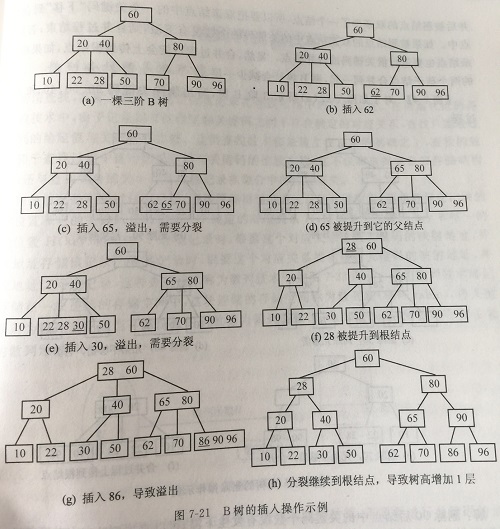 60
20 40 80
10 22 28 50 70 90 96
(a) 一棵三阶 B 树
60
20 40 80
10 22 28 50 62 70 90 96
(b) 插入 62
60
20 40 80
10 22 28 50 62 65 70 90 96
(c) 插入 65，溢出，需要分裂
60
20 40 65 80
10 22 28 50 62 70 90 96
(d) 65 被提升到它的父结点
60
20 40 65 80
10 22 28 30 50 62 70 90 96
(e) 插入 30，溢出，需要分裂
28 60
20 40 65 80
10 22 30 50 62 70 90 96
(f) 28 被提升到根结点
28 60
20 40 65 80
10 22 30 50 62 70 86 90 96
(g) 插入 86，导致溢出
60
28 80
20 40 65 90
10 22 30 50 62 70 86 96
(h) 分裂继续到根结点，导致树高增加 1 层
图 7-21 B 树的插入操作示例